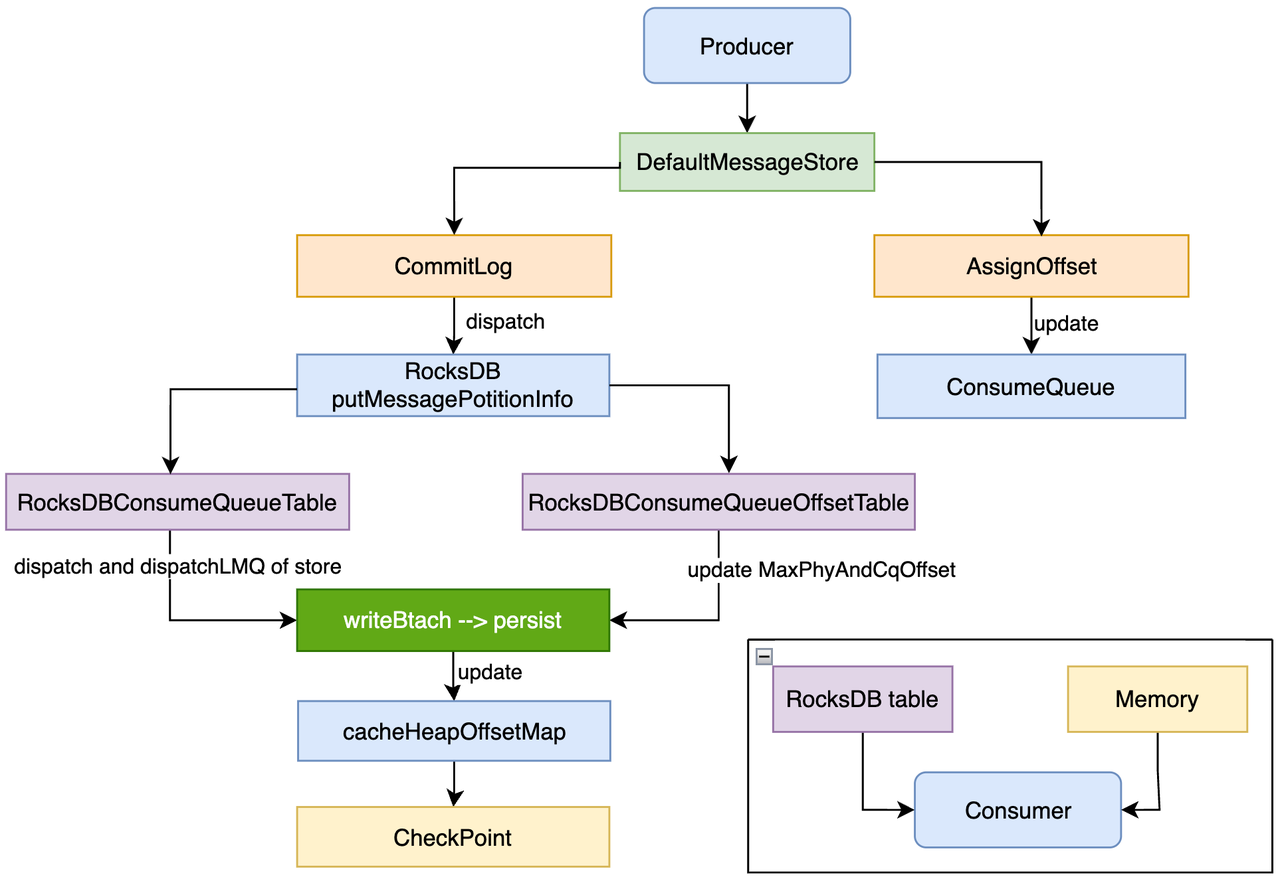 Producer
DefaultMessageStore
CommitLog
AssignOffset
dispatch
update
RocksDB
putMessagePotitionInfo
ConsumeQueue
RocksDBConsumeQueueTable
RocksDBConsumeQueueOffsetTable
dispatch and dispatchLMQ of store
update MaxPhyAndCqOffset
writeBtach --> persist
update
cacheHeapOffsetMap
CheckPoint
RocksDB table
Memory
Consumer